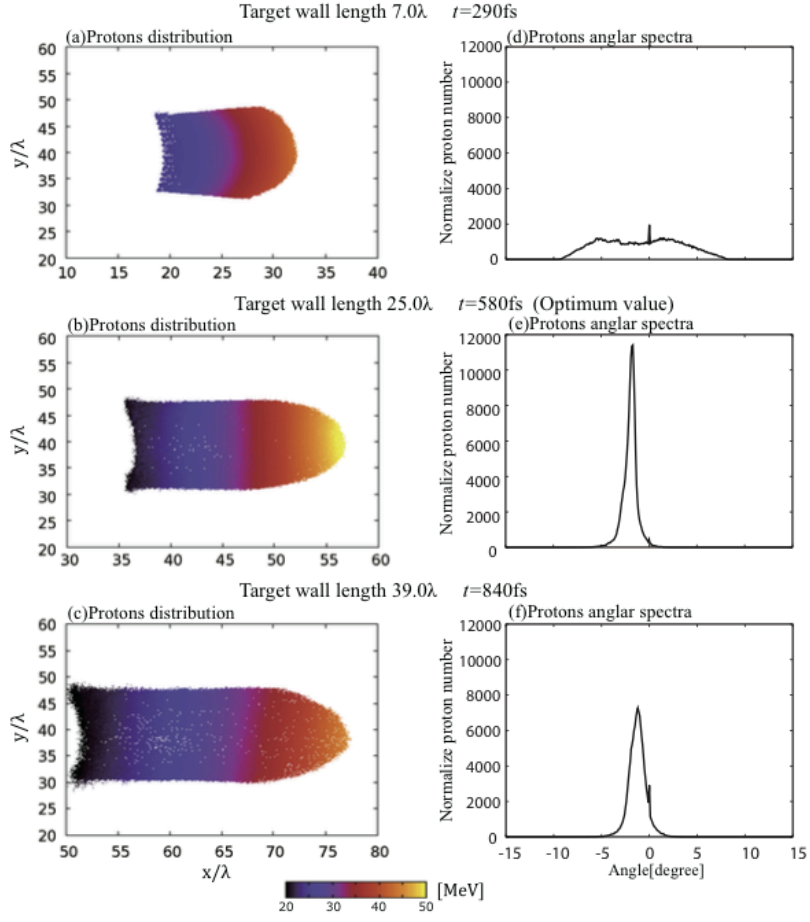 Target wall length 7.0λ t=290fs
(a)Protons distribution
60
55
50
45
40
35
30
25
20
y/λ
10 15 20 25 30 35 40
(d)Protons anglar spectra
12000
10000
8000
6000
4000
2000
0
Normalize proton number
Target wall length 25.0λ t=580fs (Optimum value)
(b)Protons distribution
60
55
50
45
40
35
30
25
20
y/λ
30 35 40 45 50 55 60
(e)Protons anglar spectra
12000
10000
8000
6000
4000
2000
0
Normalize proton number
Target wall length 39.0λ t=840fs
(c)Protons distribution
60
55
50
45
40
35
30
25
20
y/λ
50 55 60 65 70 75 80
x/λ
(f)Protons anglar spectra
12000
10000
8000
6000
4000
2000
0
Normalize proton number
-15 -10 -5 0 5 10 15
Angle[degree]
20 30 40 50
[MeV]